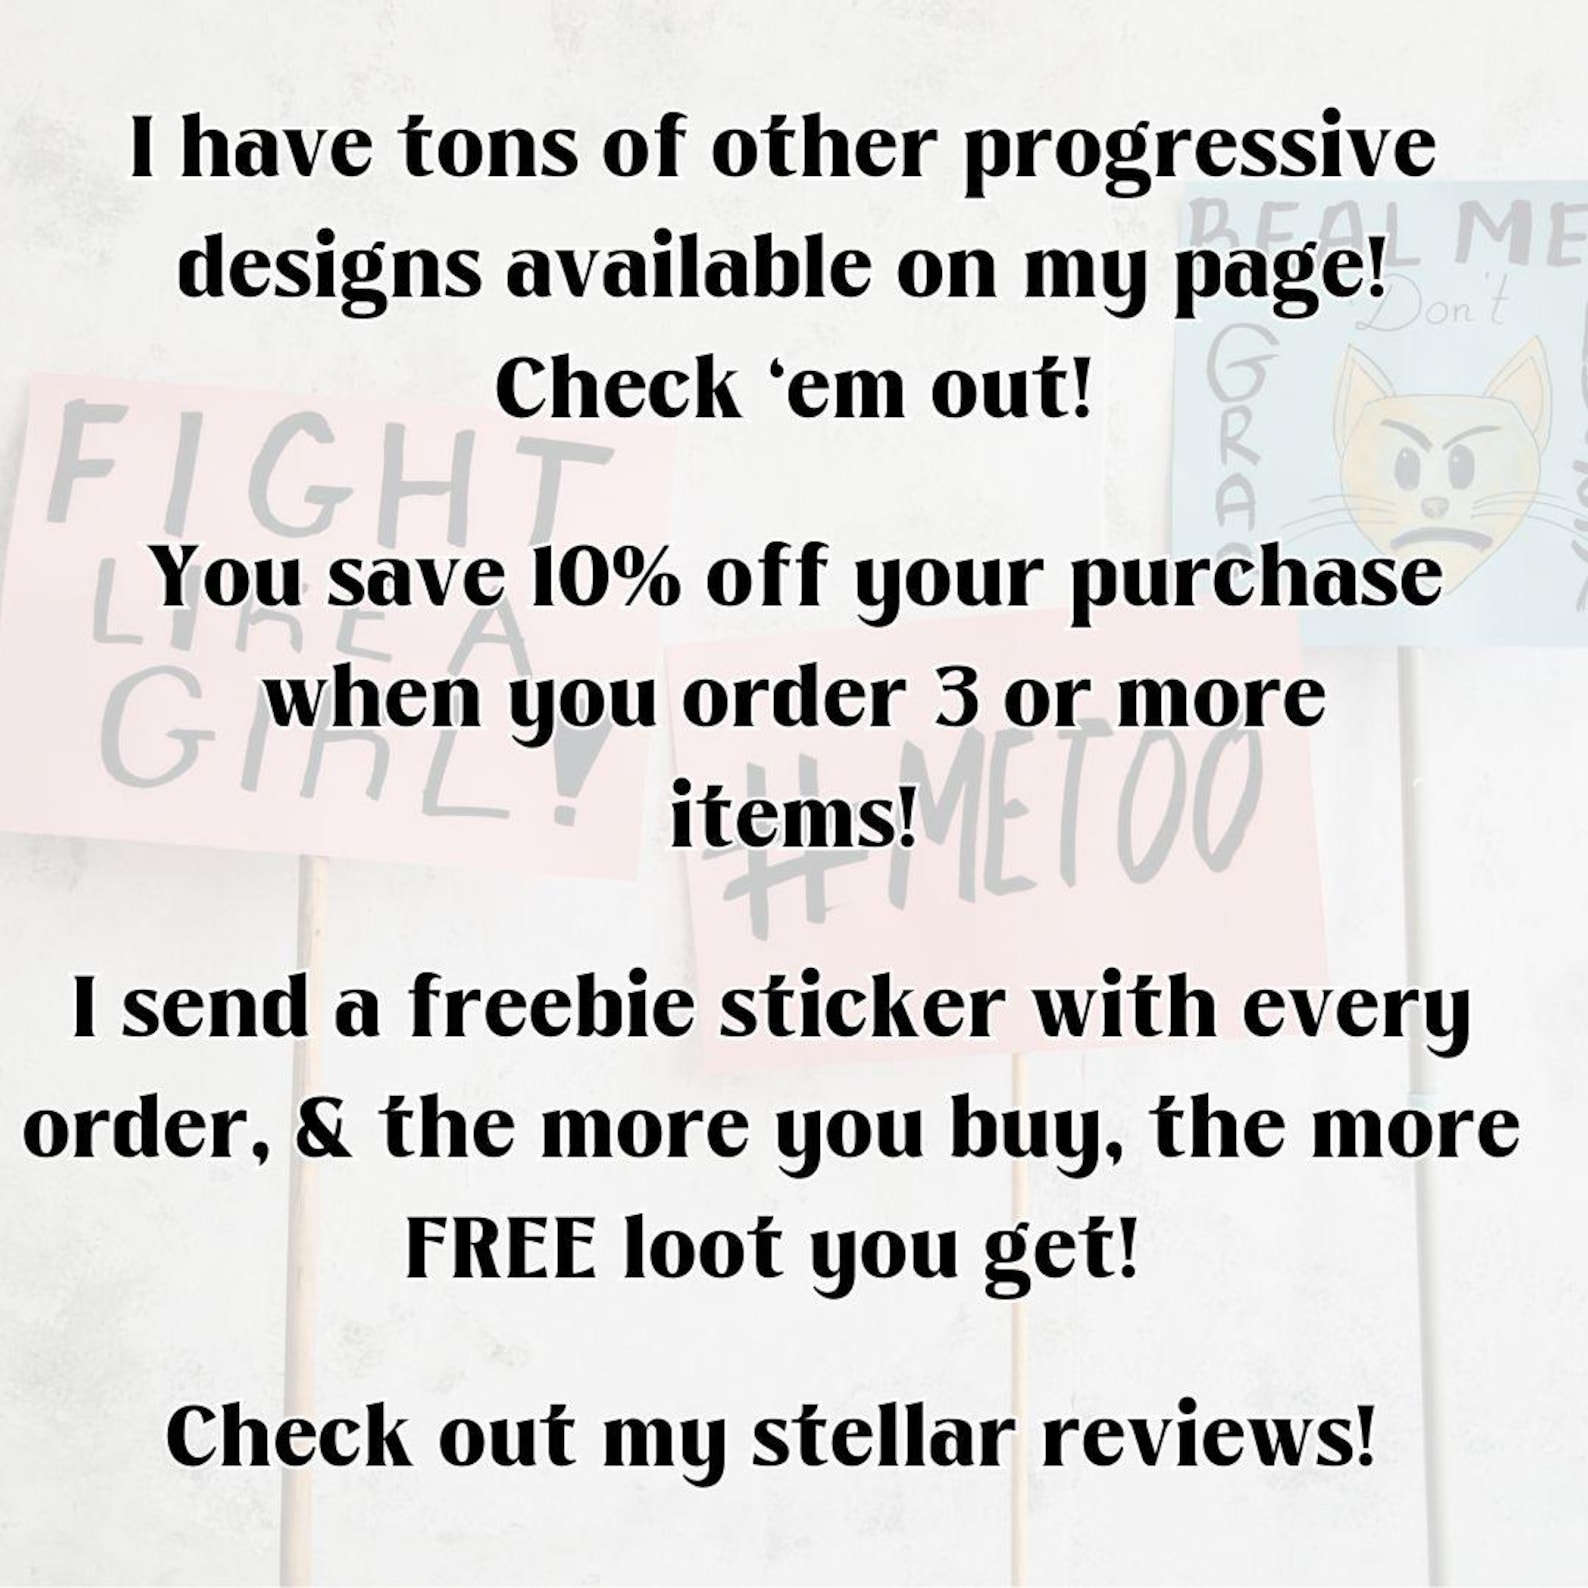 I have tons of other progressive
designs available on my page!
Check ‘em out!
You save 10% off your purchase
when you order 3 or more
items!
I send a freebie sticker with every
order, & the more you buy, the more
FREE loot you get!
Check out my stellar reviews!
FIGHT
LIKE A
GIRL!
#METOO
REAL ME
Don't